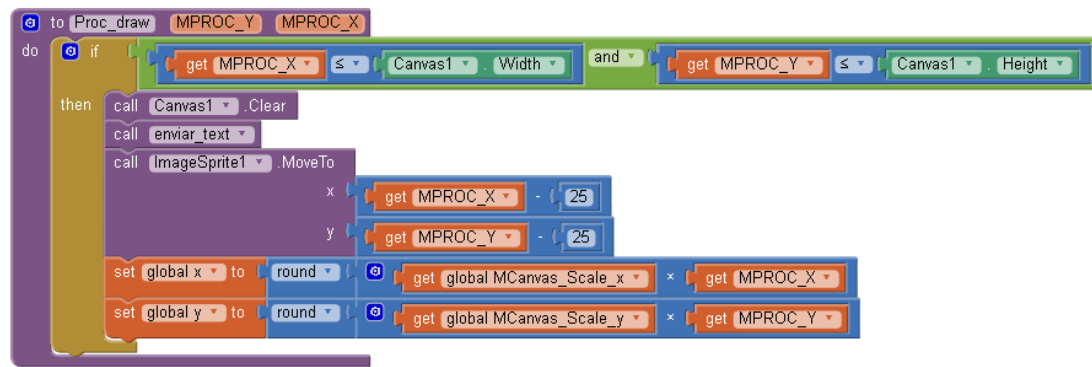 to Proc_draw MPROC_Y MPROC_X
do if get MPROC_X ≤ Canvas1 . Width and get MPROC_Y ≤ Canvas1 . Height
then call Canvas1 .Clear
call enviar_text
call ImageSprite1 .MoveTo
x get MPROC_X - 25
y get MPROC_Y - 25
set global x to round get global MCanvas_Scale_x × get MPROC_X
set global y to round get global MCanvas_Scale_y × get MPROC_Y